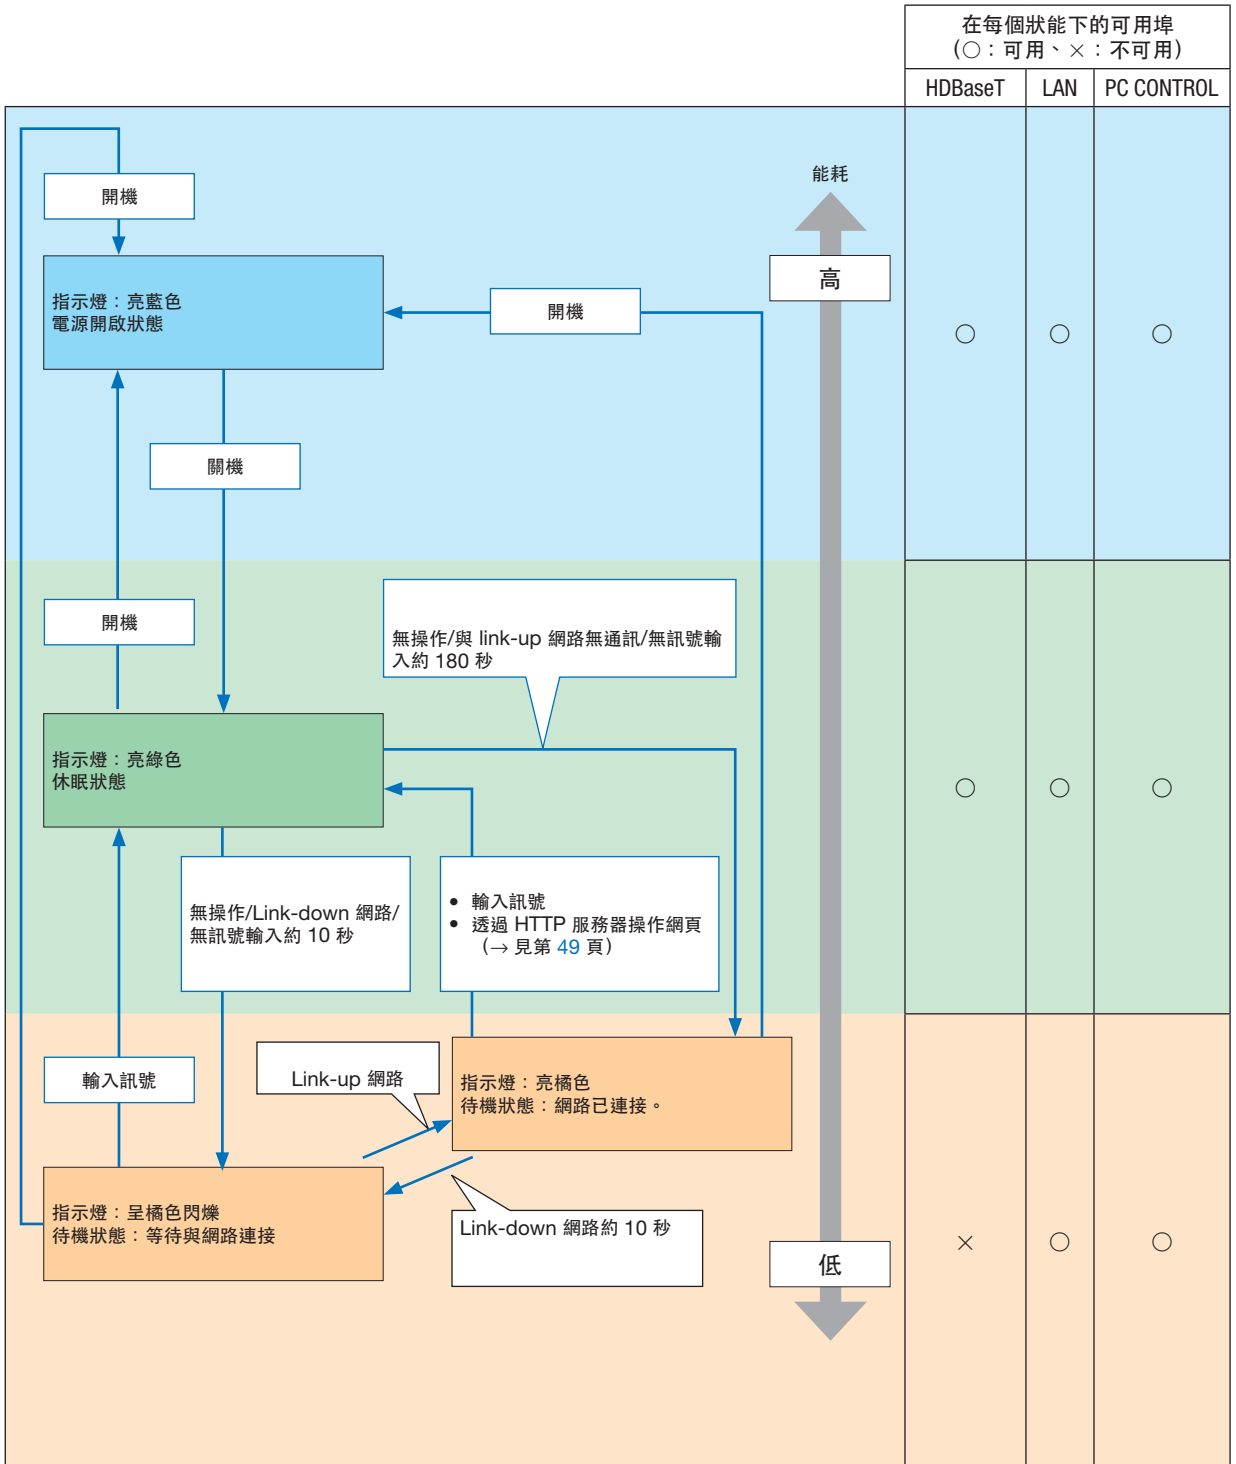 在每個狀能下的可用埠
(○：可用、×：不可用)
HDBaseT
LAN
PC CONTROL
能耗
開機
高
指示燈：亮藍色
電源開啟狀態
開機
○
○
○
關機
無操作/與 link-up 網路無通訊/無訊號輸
入約 180 秒
開機
指示燈：亮綠色
休眠狀態
○
○
○
無操作/Link-down 網路/
無訊號輸入約 10 秒
• 輸入訊號
• 透過 HTTP 服務器操作網頁
(→ 見第 49 頁)
輸入訊號
Link-up 網路
指示燈：亮橘色
待機狀態：網路已連接。
指示燈：呈橘色閃爍
待機狀態：等待與網路連接
Link-down 網路約 10 秒
低
×
○
○